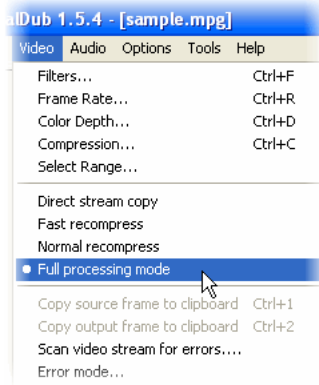 alDub 1.5.4 - [sample.mpg]
Video Audio Options Tools Help
Filters... Ctrl+F
Frame Rate... Ctrl+R
Color Depth... Ctrl+D
Compression... Ctrl+C
Select Range...
Direct stream copy
Fast recompress
Normal recompress
Full processing mode
Copy source frame to clipboard Ctrl+1
Copy output frame to clipboard Ctrl+2
Scan video stream for errors....
Error mode...